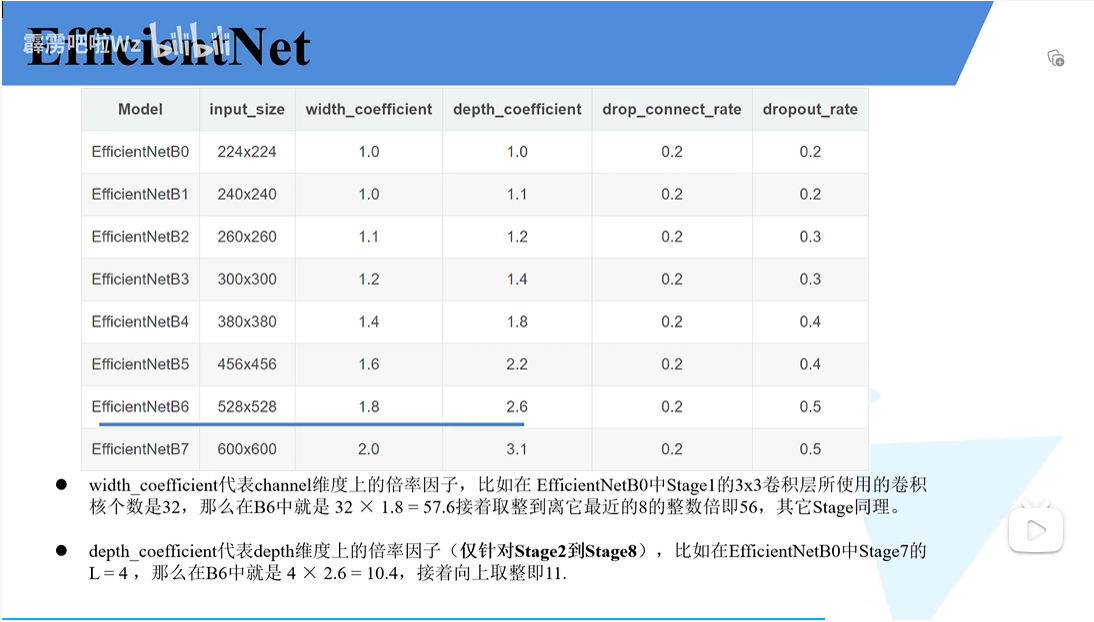 EfficientNet
霹雳吧啦Wz bilibili
Model input_size width_coefficient depth_coefficient drop_connect_rate dropout_rate
EfficientNetB0 224x224 1.0 1.0 0.2 0.2
EfficientNetB1 240x240 1.0 1.1 0.2 0.2
EfficientNetB2 260x260 1.1 1.2 0.2 0.3
EfficientNetB3 300x300 1.2 1.4 0.2 0.3
EfficientNetB4 380x380 1.4 1.8 0.2 0.4
EfficientNetB5 456x456 1.6 2.2 0.2 0.4
EfficientNetB6 528x528 1.8 2.6 0.2 0.5
EfficientNetB7 600x600 2.0 3.1 0.2 0.5
● width_coefficient代表channel维度上的倍率因子，比如在 EfficientNetB0中Stage1的3x3卷积层所使用的卷积
核个数是32，那么在B6中就是 32 × 1.8 = 57.6接着取整到离它最近的8的整数倍即56，其它Stage同理。
● depth_coefficient代表depth维度上的倍率因子（仅针对Stage2到Stage8），比如在EfficientNetB0中Stage7的
L = 4 ，那么在B6中就是 4 × 2.6 = 10.4，接着向上取整即11.